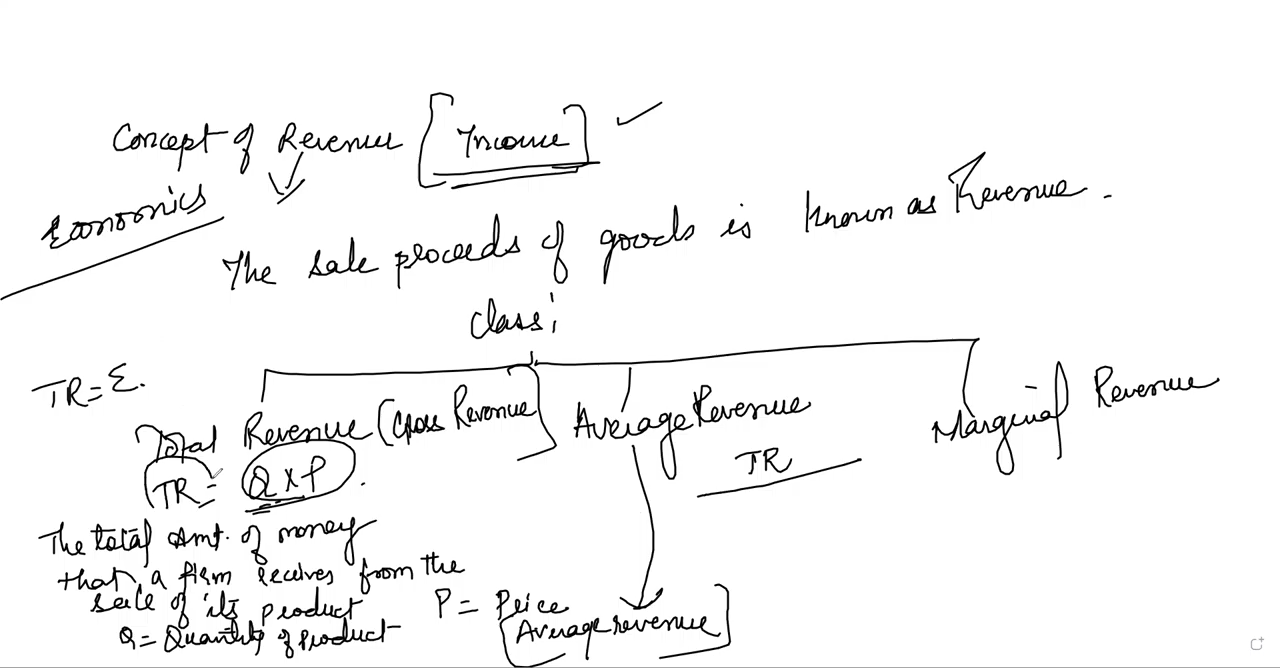 Concept of Revenue [Income]
Economics
The sale proceeds of goods is known as Revenue.
Classi
TR = Σ.
Total Revenue (Gross Revenue]
Average Revenue
Marginal Revenue
TR = Q x P
TR
The total amt. of money
that a firm receives from the
sale of its product
P = Price
Q = Quantity of product
[Average revenue]